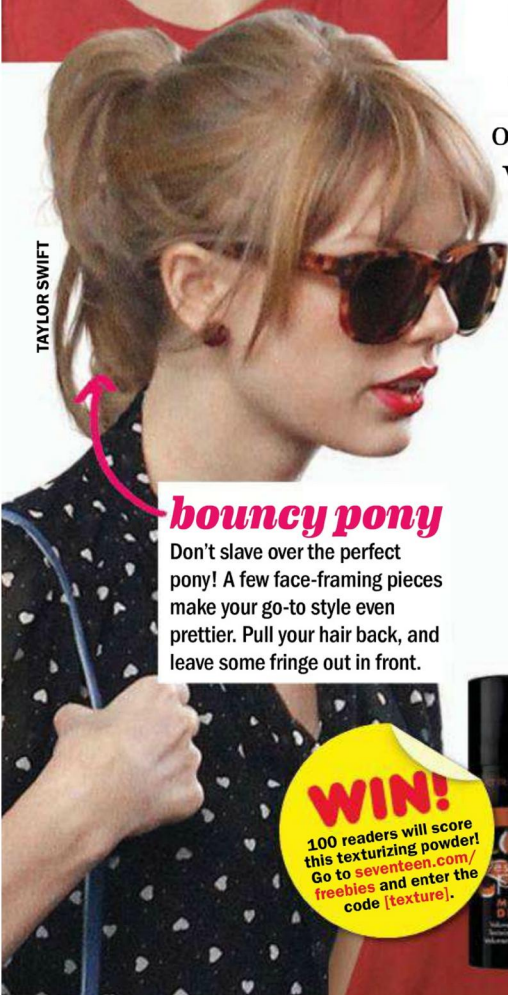 TAYLOR SWIFT
bouncy pony
Don't slave over the perfect
pony! A few face-framing pieces
make your go-to style even
prettier. Pull your hair back, and
leave some fringe out in front.
WIN!
100 readers will score
this texturizing powder!
Go to seventeen.com/
freebies and enter the
code [texture].